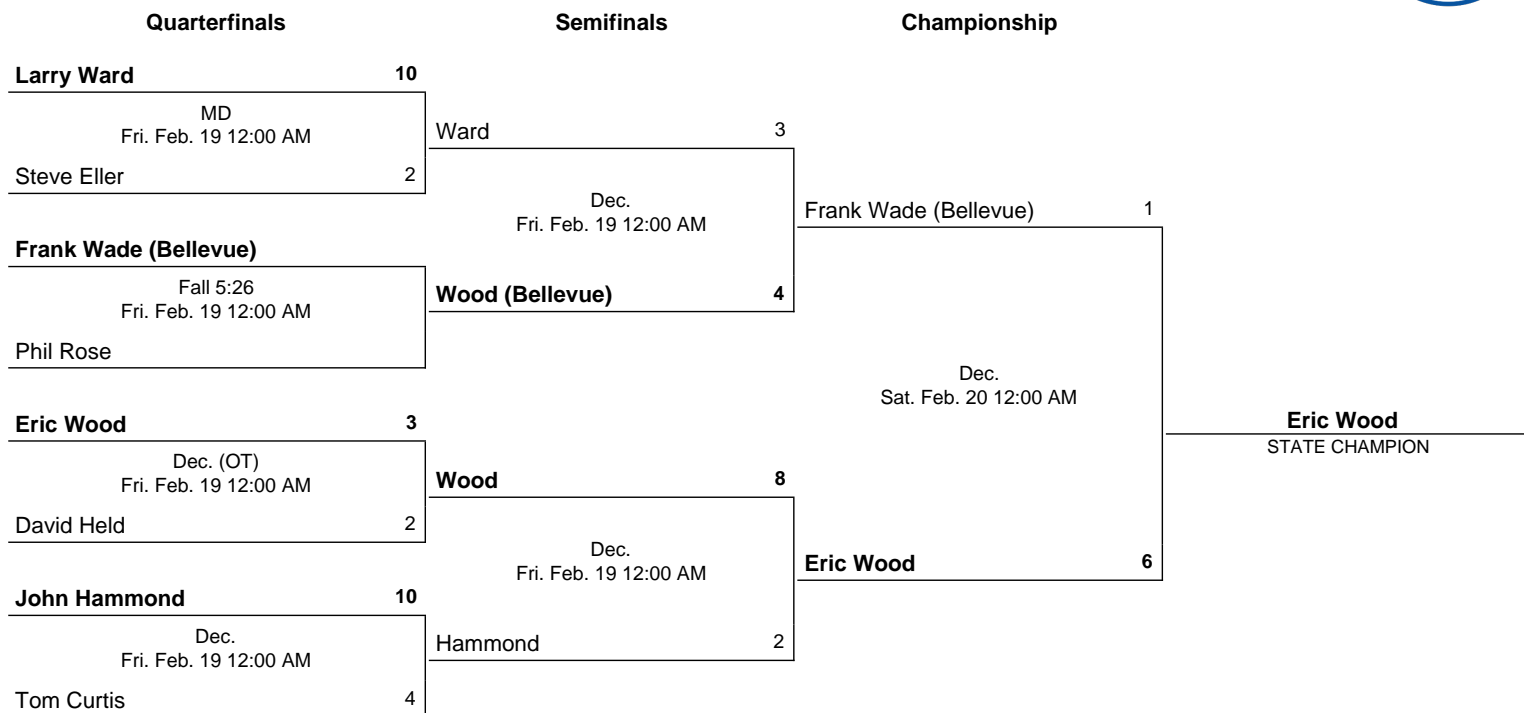 Quarterfinals
Semifinals
Championship
Larry Ward 10
MD
Fri. Feb. 19 12:00 AM
Steve Eller 2
Frank Wade (Bellevue)
Fall 5:26
Fri. Feb. 19 12:00 AM
Phil Rose
Eric Wood 3
Dec. (OT)
Fri. Feb. 19 12:00 AM
David Held 2
John Hammond 10
Dec.
Fri. Feb. 19 12:00 AM
Tom Curtis 4
Ward 3
Dec.
Fri. Feb. 19 12:00 AM
Wood (Bellevue) 4
Wood 8
Dec.
Fri. Feb. 19 12:00 AM
Hammond 2
Frank Wade (Bellevue) 1
Dec.
Sat. Feb. 20 12:00 AM
Eric Wood 6
Eric Wood
STATE CHAMPION